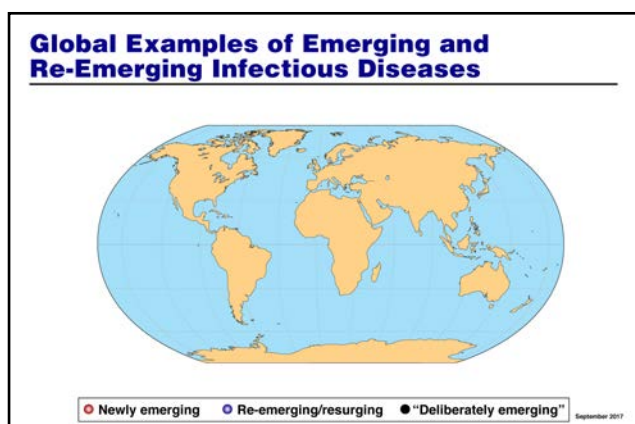 Global Examples of Emerging and
Re-Emerging Infectious Diseases
Newly emerging Re-emerging/resurging "Deliberately emerging"
September 2017